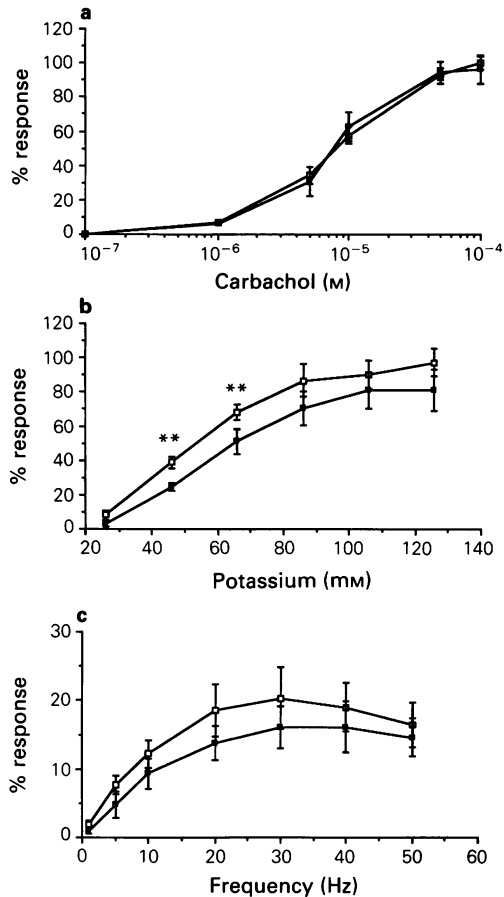 a
% response
120
100
80
60
40
20
0
10⁻⁷ 10⁻⁶ 10⁻⁵ 10⁻⁴
Carbachol (M)
b
% response
120
100
80
60
40
20
0
** **
20 40 60 80 100 120 140
Potassium (mM)
c
% response
30
20
10
0
0 10 20 30 40 50 60
Frequency (Hz)